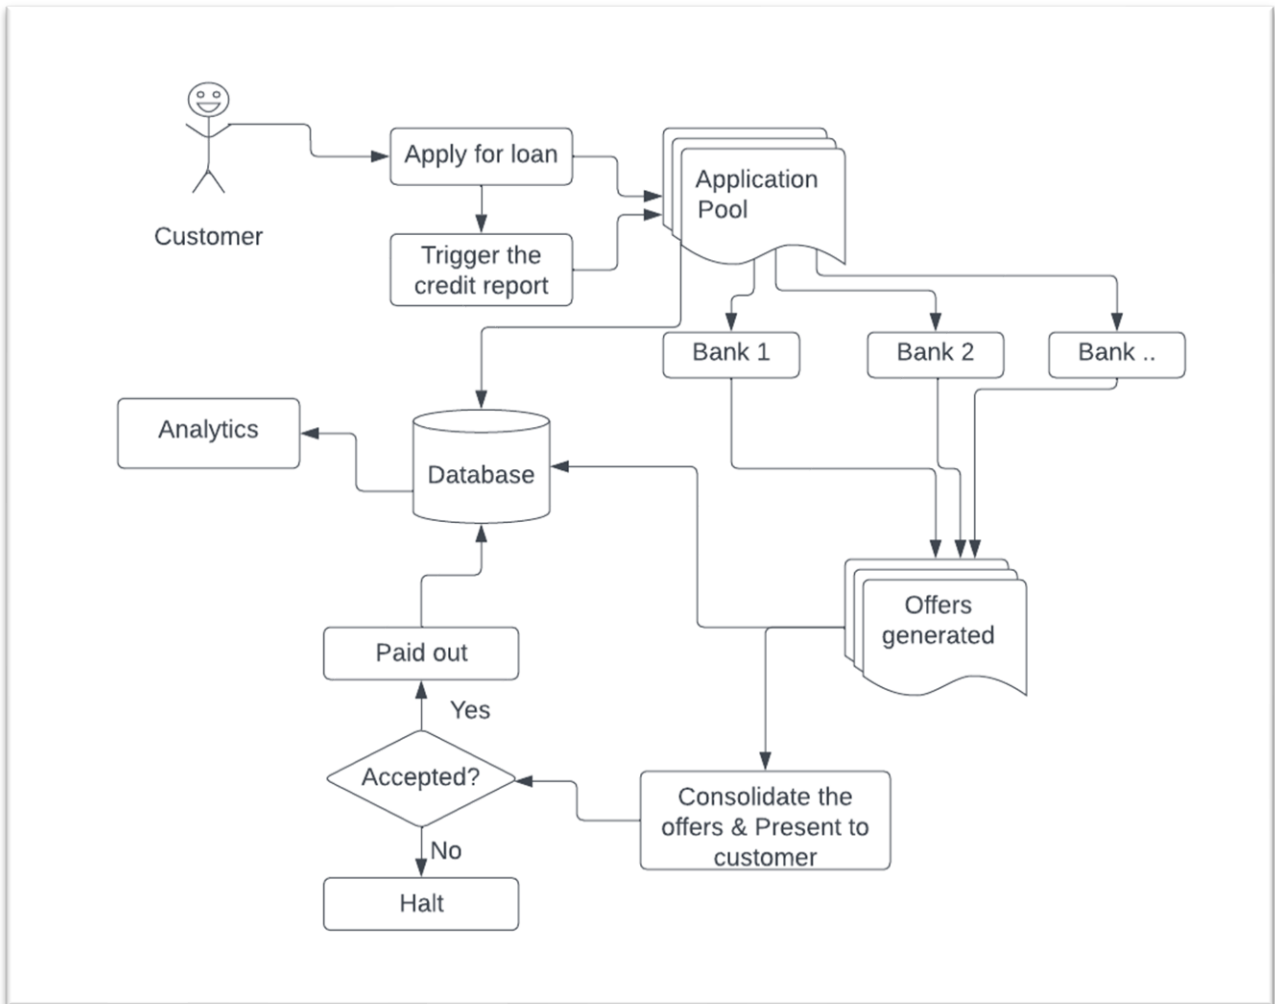 Customer
Apply for loan
Trigger the
credit report
Application
Pool
Bank 1
Bank 2
Bank ..
Analytics
Database
Offers
generated
Paid out
Yes
Accepted?
No
Halt
Consolidate the
offers & Present to
customer